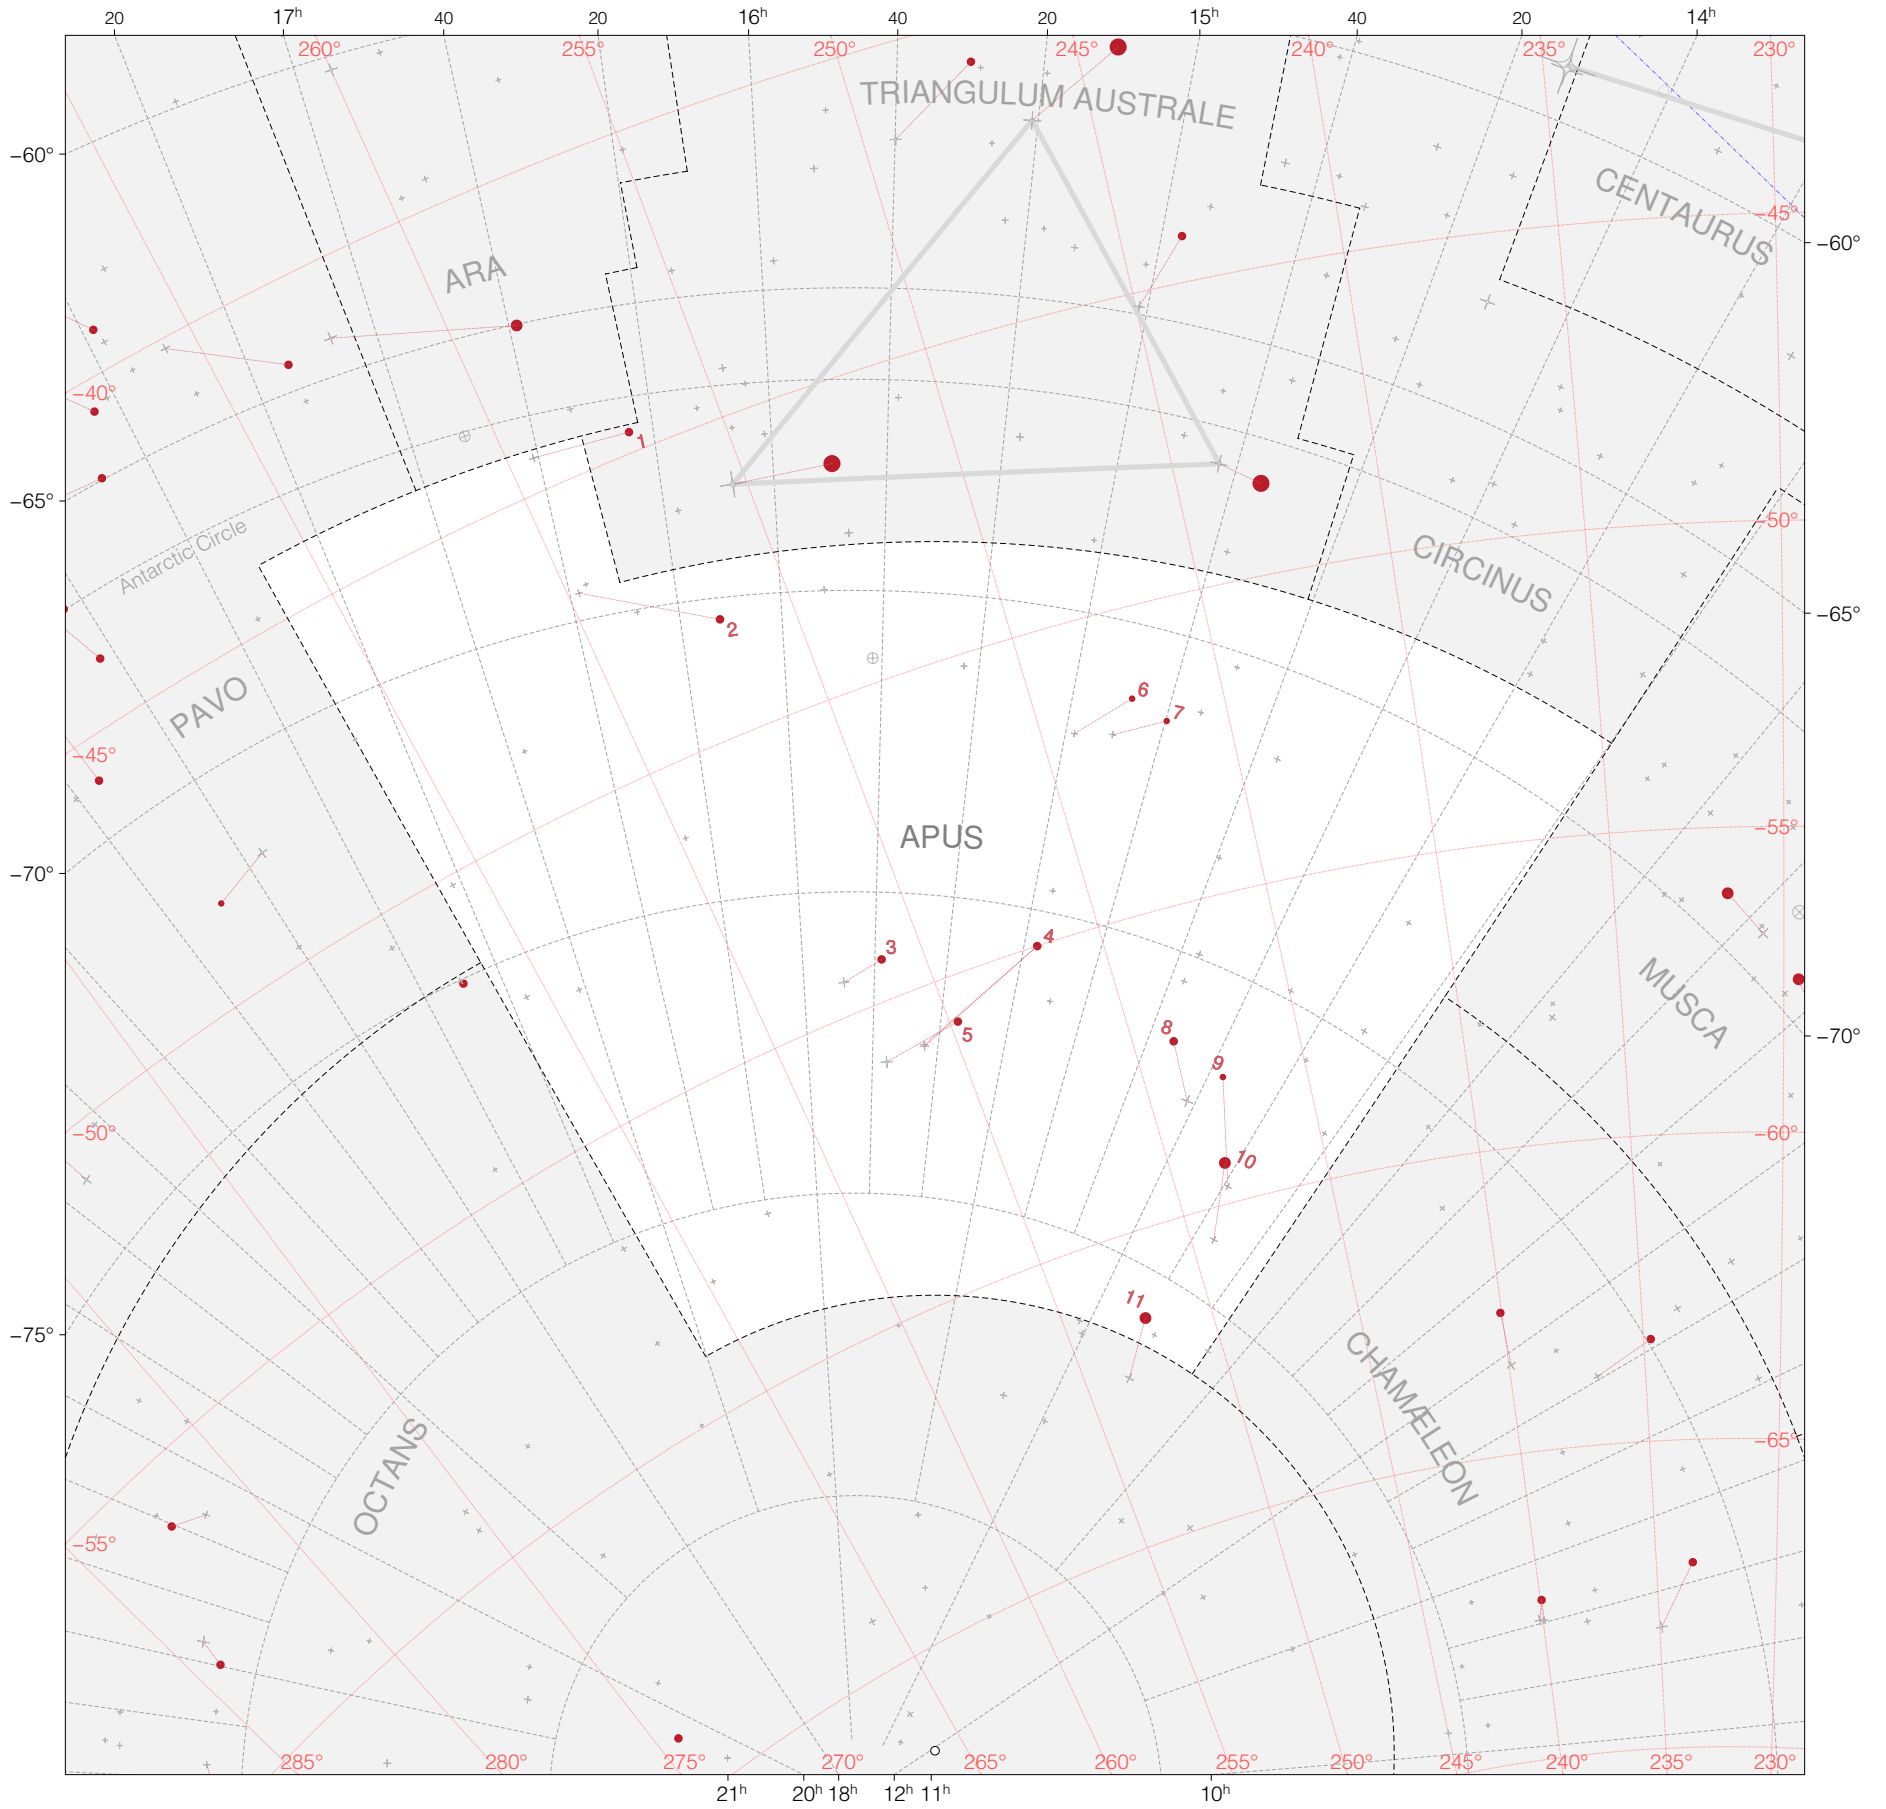 20 17h 40 20 16h 40 20 15h 40 20 14h
260° 255° 250° 245° 240° 235° 230°
TRIANGULUM AUSTRALE
−60°
CENTAURUS
−45°
−60°
ARA
−40°
1
−65°
−50°
Antarctic Circle
CIRCINUS
−65°
2
PAVO
6
7
−45°
APUS
−55°
−70°
3
4
5
MUSCA
8
−70°
9
−50°
−60°
10
11
−75°
CHAMÆLEON
OCTANS
−65°
−55°
285° 280° 275° 270° 265° 260° 255° 250° 245° 240° 235° 230°
21h 20h 18h 12h 11h 10h